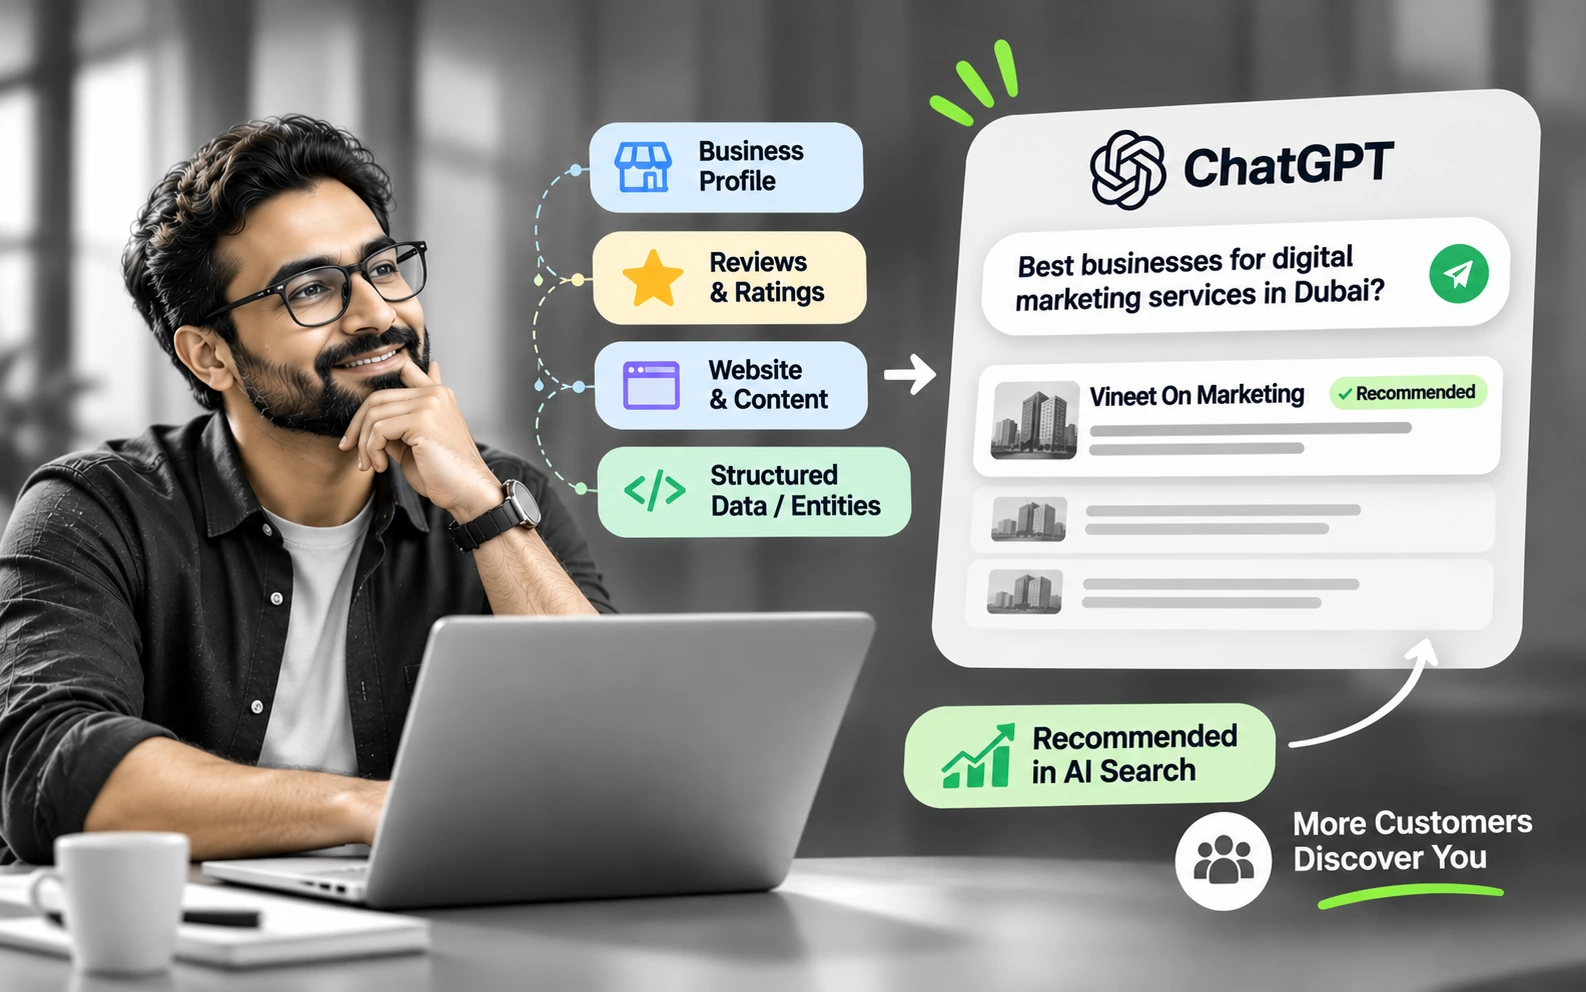 Business
Profile
Reviews
& Ratings
Website
& Content
</>
Structured
Data / Entities
ChatGPT
Best businesses for digital
marketing services in Dubai?
Vineet On Marketing
Recommended
Recommended
in AI Search
More Customers
Discover You